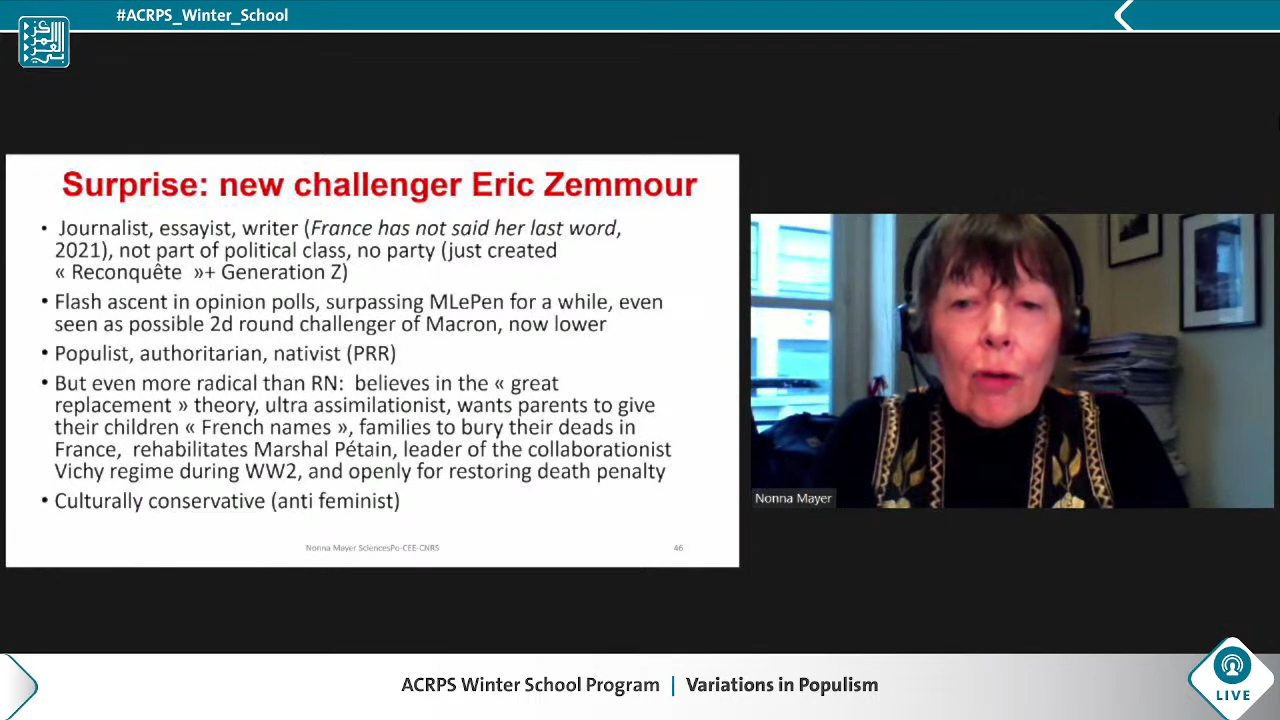 #ACRPS_Winter_School
Surprise: new challenger Eric Zemmour
• Journalist, essayist, writer (France has not said her last word,
2021), not part of political class, no party (just created
« Reconquête »+ Generation Z)
• Flash ascent in opinion polls, surpassing MLePen for a while, even
seen as possible 2d round challenger of Macron, now lower
• Populist, authoritarian, nativist (PRR)
• But even more radical than RN: believes in the « great
replacement » theory, ultra assimilationist, wants parents to give
their children « French names », families to bury their deads in
France, rehabilitates Marshal Pétain, leader of the collaborationist
Vichy regime during WW2, and openly for restoring death penalty
• Culturally conservative (anti feminist)
Nonna Mayer SciencesPo-CEE-CNRS
46
Nonna Mayer
ACRPS Winter School Program | Variations in Populism
LIVE